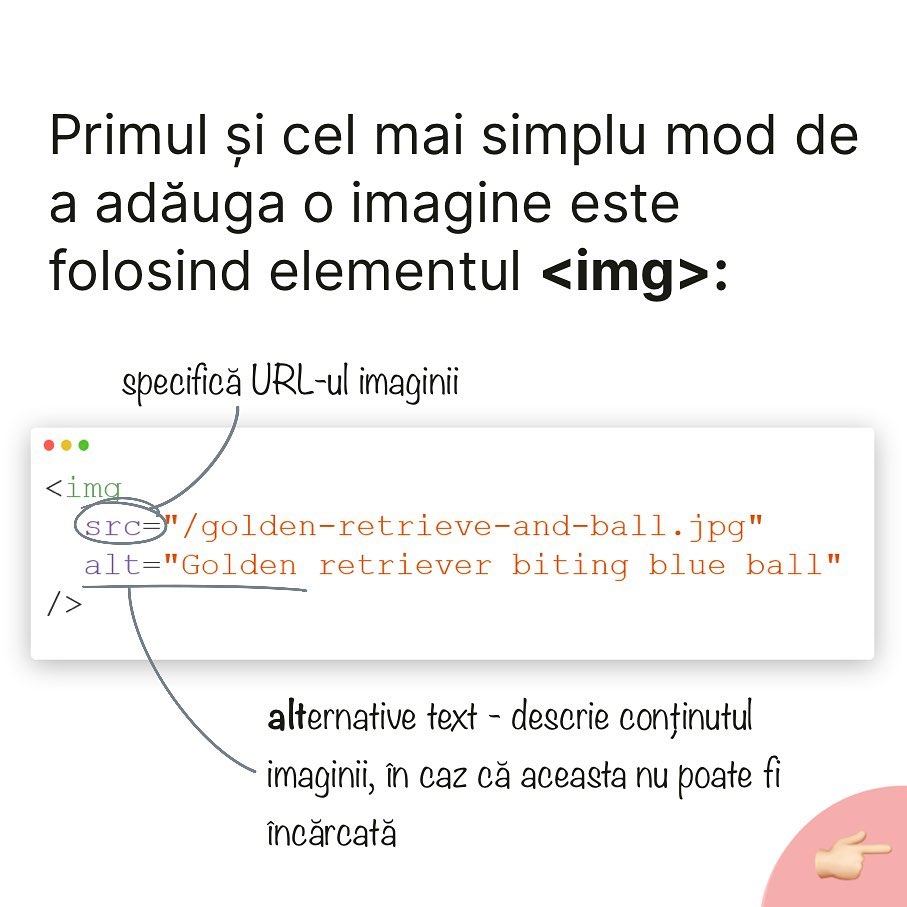 Primul și cel mai simplu mod de
a adăuga o imagine este
folosind elementul <img>:
specifică URL-ul imaginii
<img
src="/golden-retrieve-and-ball.jpg"
alt="Golden retriever biting blue ball"
/>
alternative text - descrie conținutul
imaginii, în caz că aceasta nu poate fi
încărcată